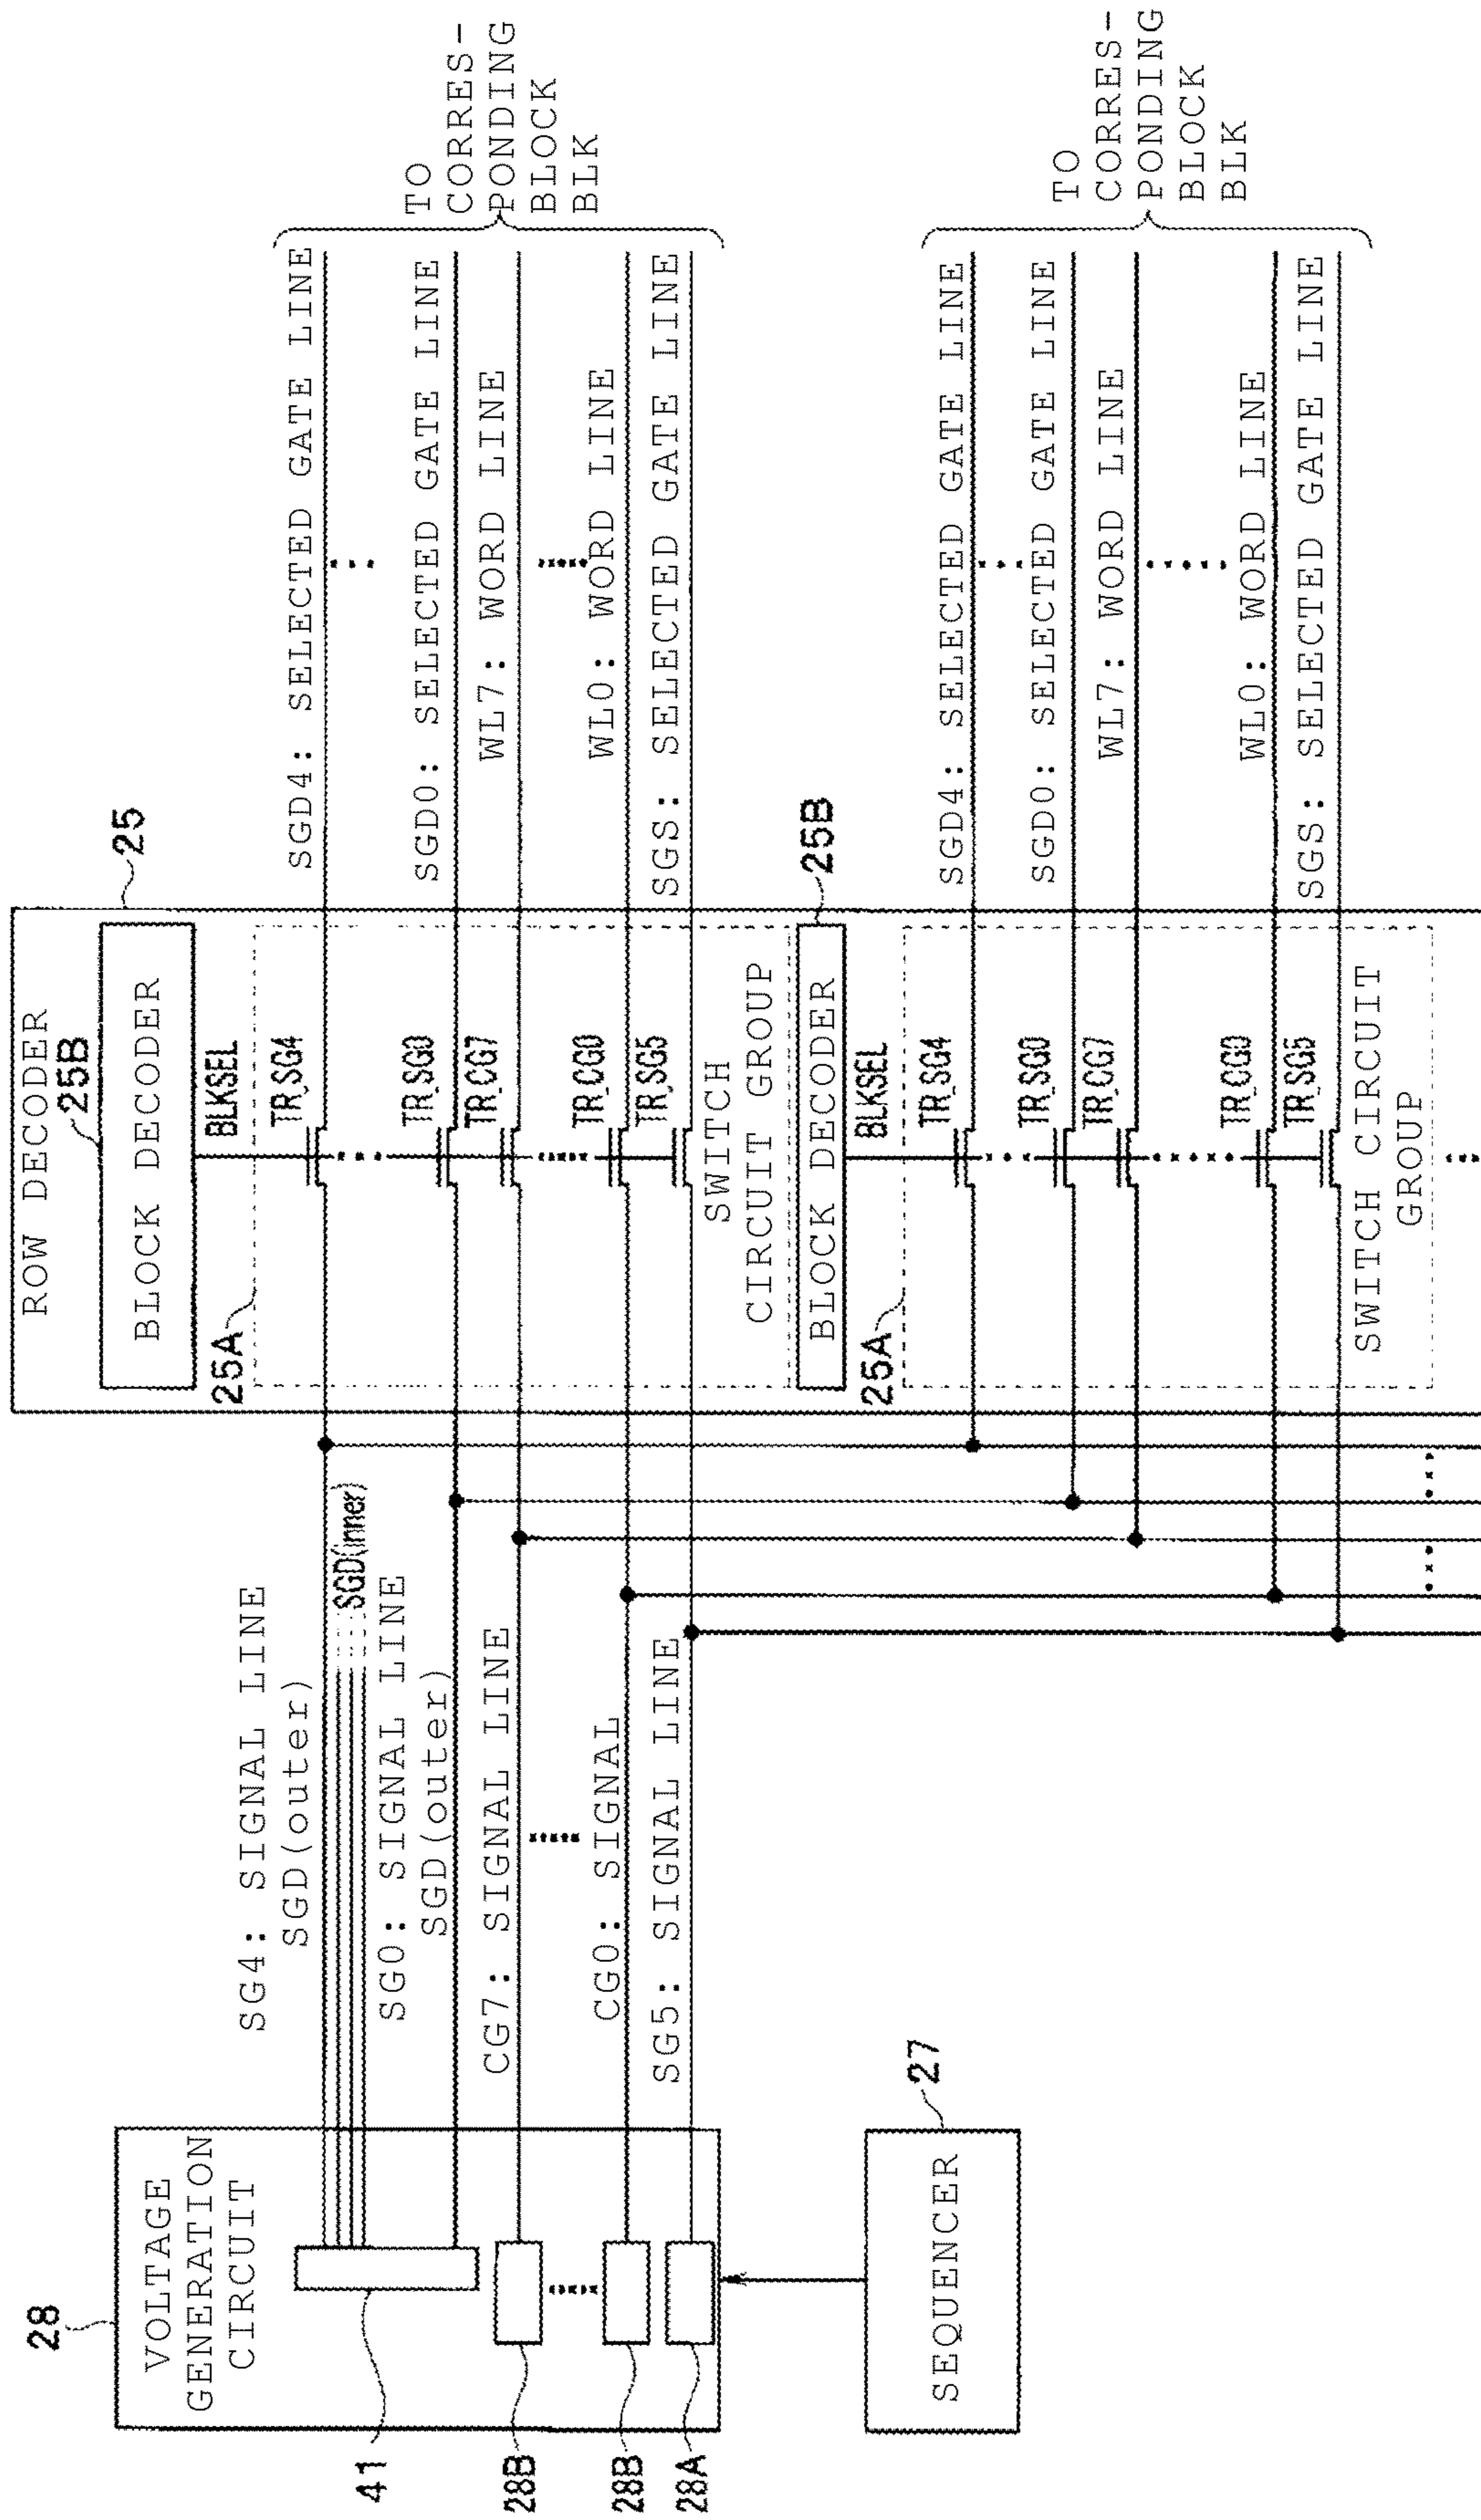 28
VOLTAGE
GENERATION
CIRCUIT
41
28B
28B
28A
SEQUENCER
27
SG4: SIGNAL LINE
SGD(outer)
SGD(inner)
SG0: SIGNAL LINE
SGD(outer)
CG7: SIGNAL LINE
CG0: SIGNAL
SG5: SIGNAL LINE
ROW DECODER
25
25B
BLOCK DECODER
BLKSEL
25A
TR_SG4
TR_SG0
TR_CG7
TR_CG0
TR_SG5
SWITCH
CIRCUIT GROUP
25B
BLOCK DECODER
BLKSEL
25A
TR_SG4
TR_SG0
TR_CG7
TR_CG0
TR_SG5
SWITCH CIRCUIT
GROUP
SGD4: SELECTED GATE LINE
SGD0: SELECTED GATE LINE
WL7: WORD LINE
WL0: WORD LINE
SGS: SELECTED GATE LINE
TO
CORRES-
PONDING
BLOCK
BLK
SGD4: SELECTED GATE LINE
SGD0: SELECTED GATE LINE
WL7: WORD LINE
WL0: WORD LINE
SGS: SELECTED GATE LINE
TO
CORRES-
PONDING
BLOCK
BLK